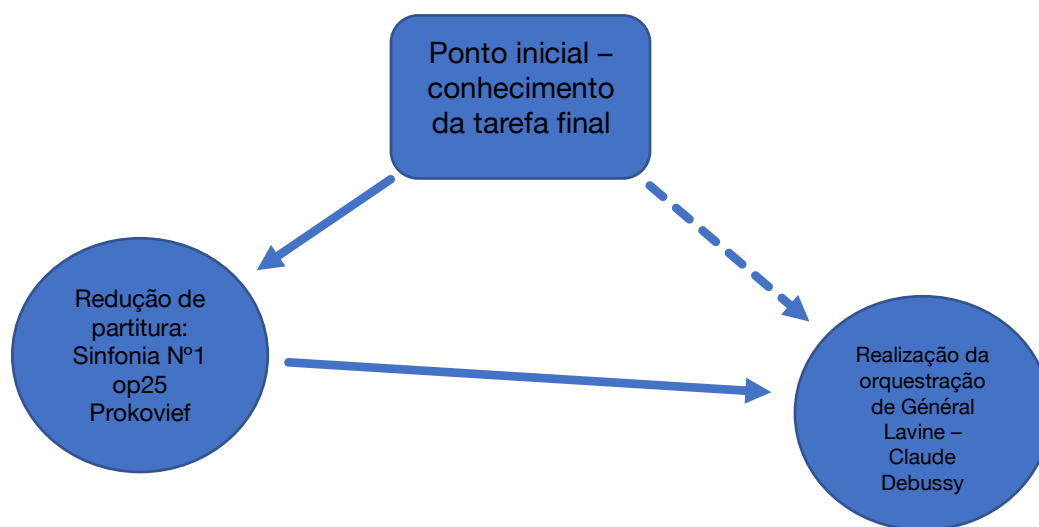 Ponto inicial –
conhecimento
da tarefa final
Redução de
partitura:
Sinfonia Nº1
op25
Prokovief
Realização da
orquestração
de Général
Lavine –
Claude
Debussy